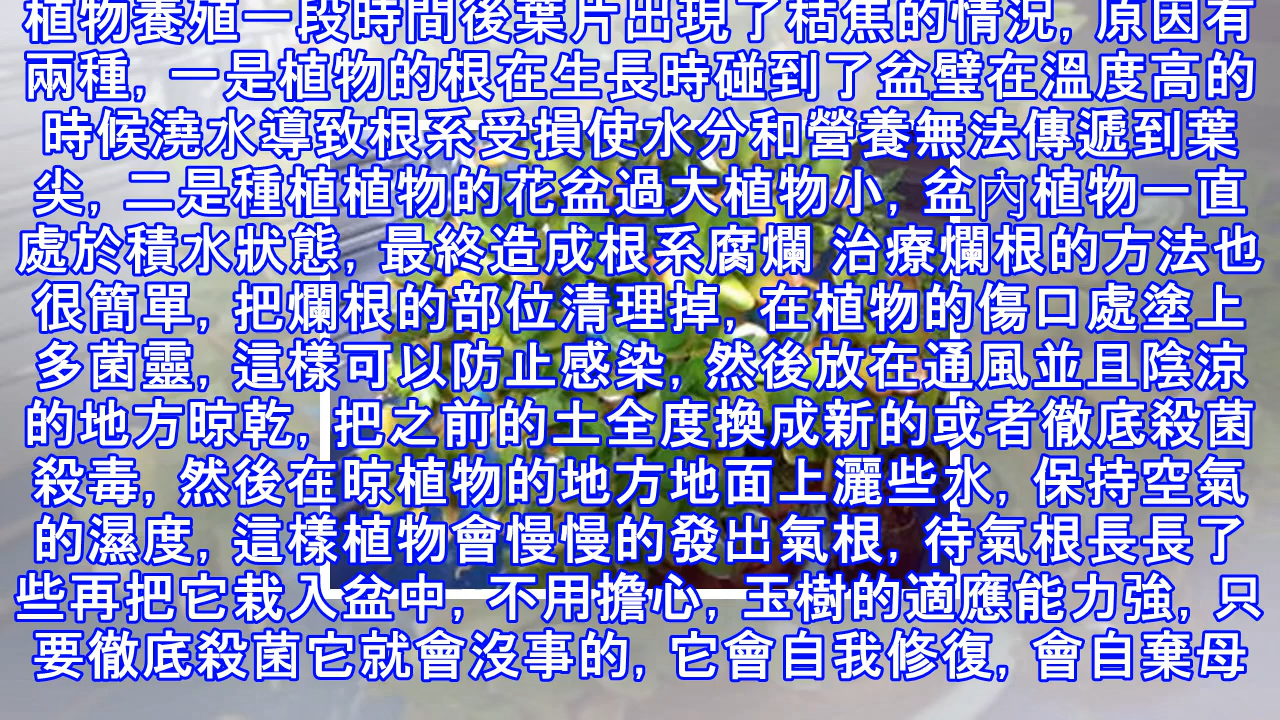 植物養殖一段時間後葉片出現了枯焦的情況, 原因有
兩種, 一是植物的根在生長時碰到了盆璧在溫度高的
時候澆水導致根系受損使水分和營養無法傳遞到葉
尖, 二是種植植物的花盆過大植物小, 盆內植物一直
處於積水狀態, 最終造成根系腐爛 治療爛根的方法也
很簡單, 把爛根的部位清理掉, 在植物的傷口處塗上
多菌靈, 這樣可以防止感染, 然後放在通風並且陰涼
的地方晾乾, 把之前的土全度換成新的或者徹底殺菌
殺毒, 然後在晾植物的地方地面上灑些水, 保持空氣
的濕度, 這樣植物會慢慢的發出氣根, 待氣根長長了
些再把它栽入盆中, 不用擔心, 玉樹的適應能力強, 只
要徹底殺菌它就會沒事的, 它會自我修復, 會自棄母